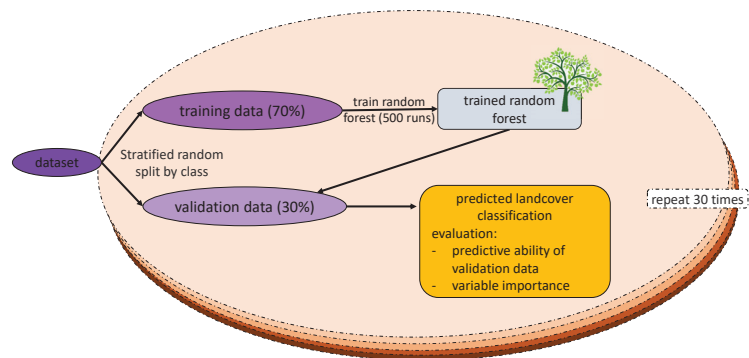 training data (70%)
train random
forest (500 runs)
trained random
forest
dataset
Stratified random
split by class
validation data (30%)
predicted landcover
classification
evaluation:
- predictive ability of
validation data
- variable importance
repeat 30 times